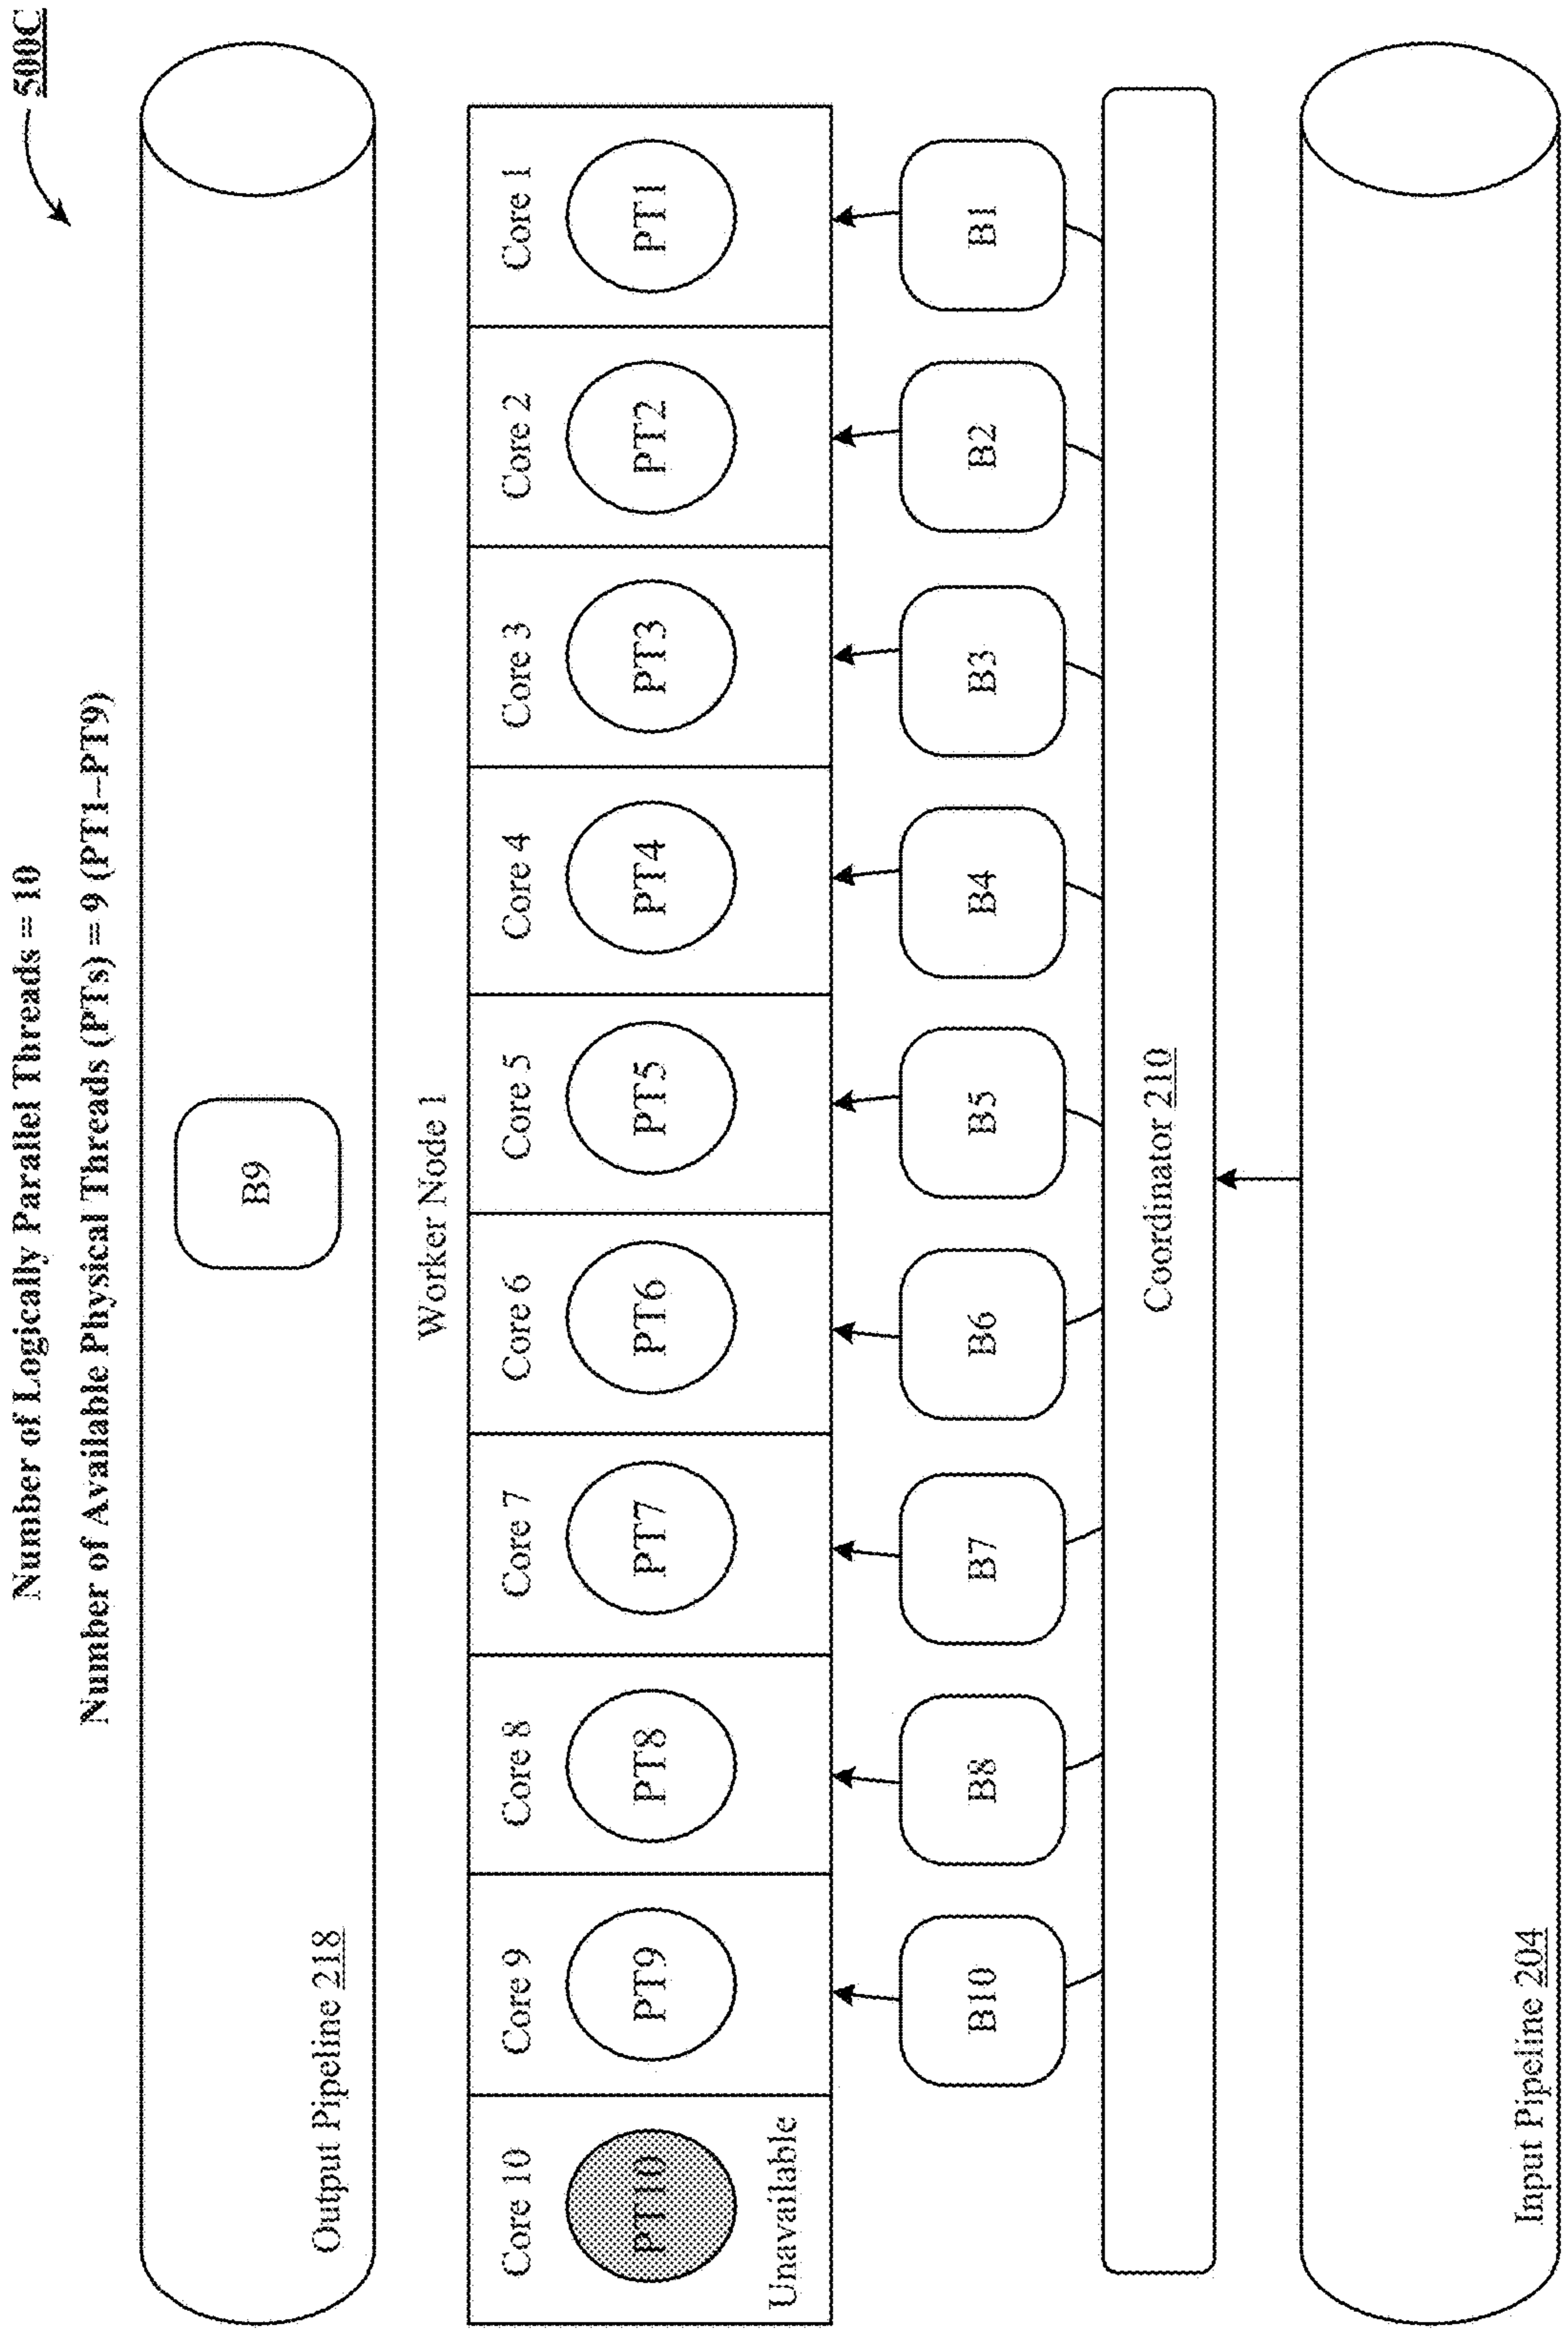 500C
Number of Logically Parallel Threads = 10
Number of Available Physical Threads (PTs) = 9 (PT1–PT9)
B9
Output Pipeline 218
Worker Node 1
Core 10
Core 9
Core 8
Core 7
Core 6
Core 5
Core 4
Core 3
Core 2
Core 1
PT10
PT9
PT8
PT7
PT6
PT5
PT4
PT3
PT2
PT1
Unavailable
B10
B8
B7
B6
B5
B4
B3
B2
B1
Coordinator 210
Input Pipeline 204